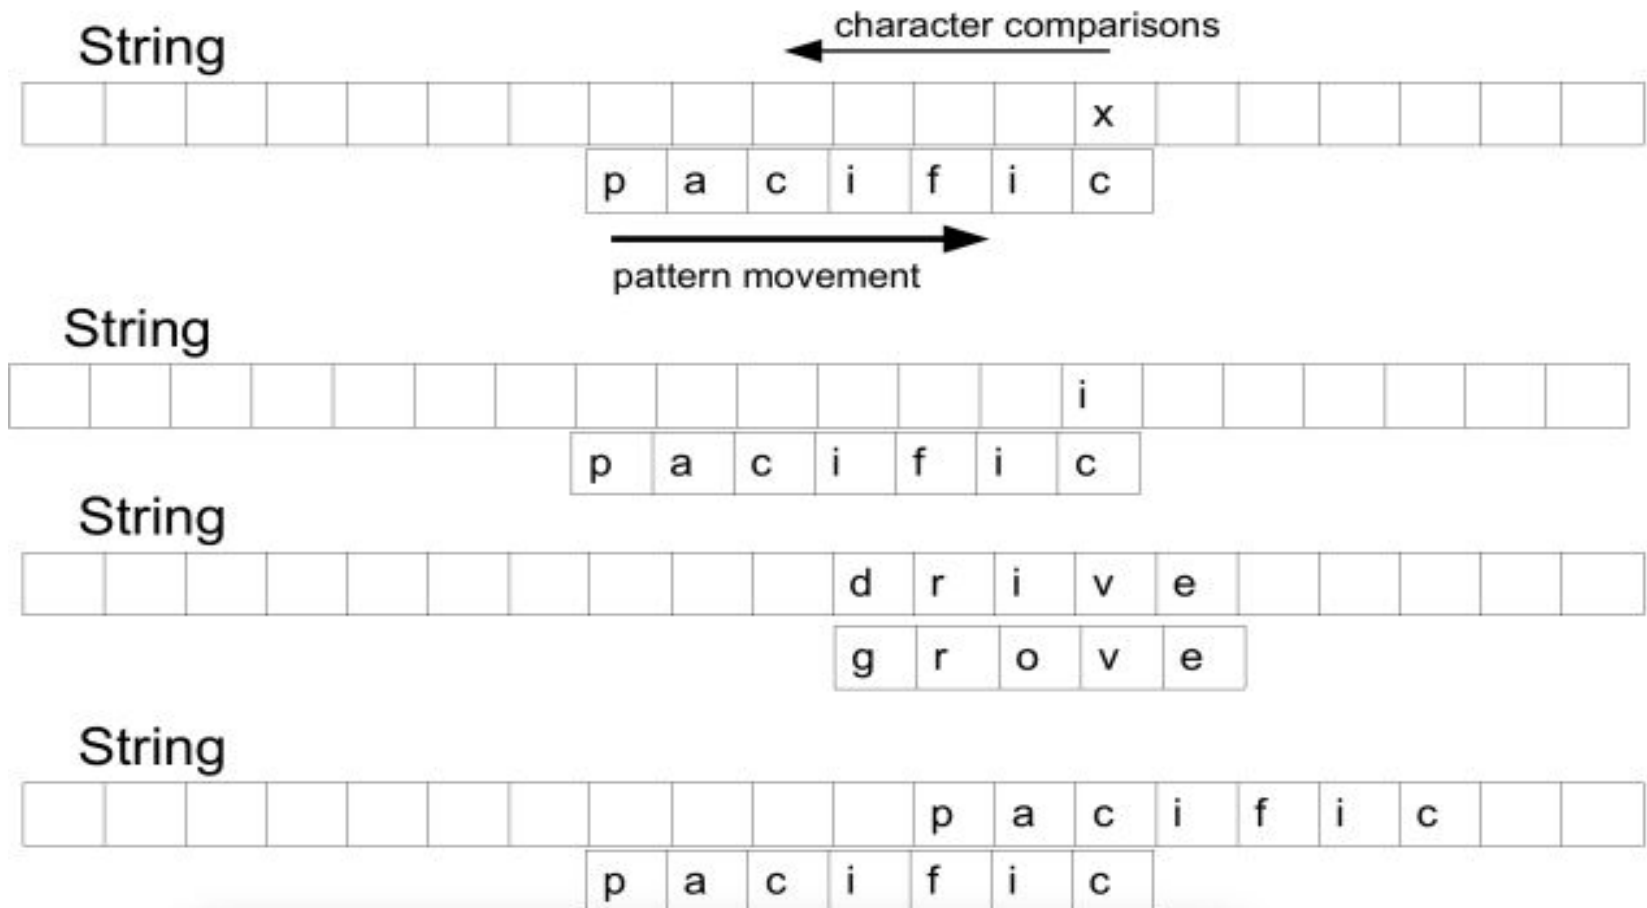 character comparisons
String
x
p a c i f i c
pattern movement
String
i
p a c i f i c
String
d r i v e
g r o v e
String
p a c i f i c
p a c i f i c